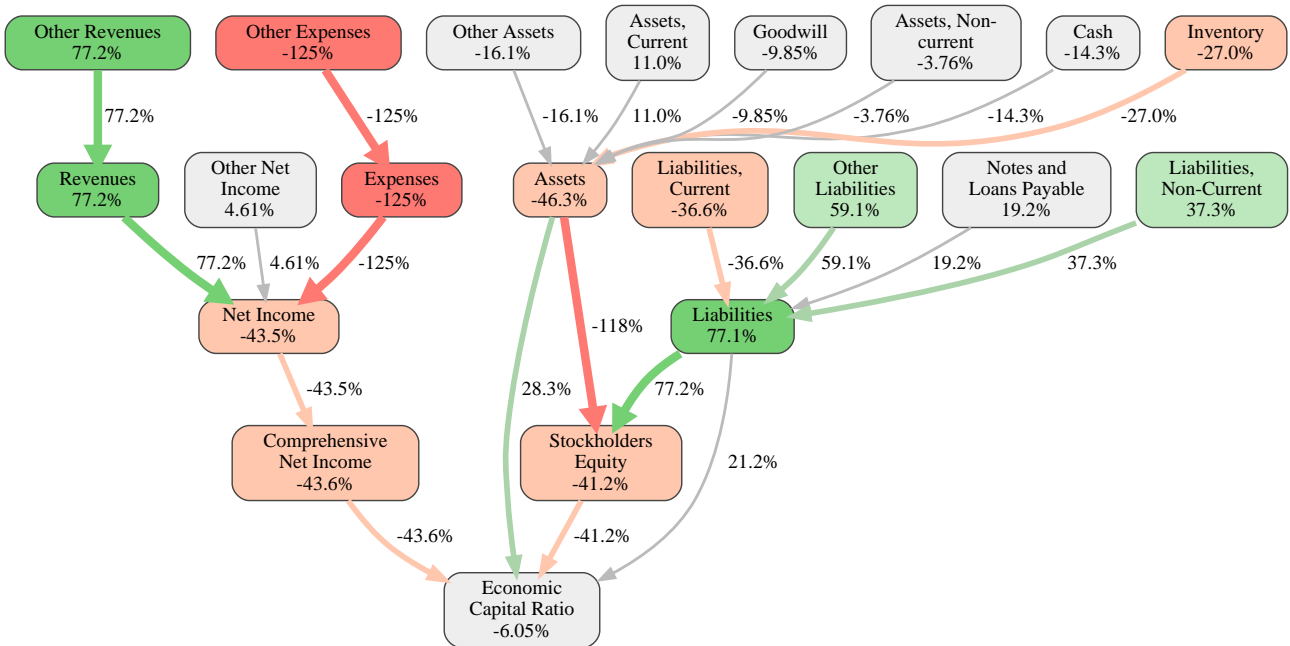 Other Revenues
77.2%
Other Expenses
-125%
Other Assets
-16.1%
Assets,
Current
11.0%
Goodwill
-9.85%
Assets, Non-
current
-3.76%
Cash
-14.3%
Inventory
-27.0%
77.2%
-125%
-16.1%
11.0%
-9.85%
-3.76%
-14.3%
-27.0%
Revenues
77.2%
Other Net
Income
4.61%
Expenses
-125%
Assets
-46.3%
Liabilities,
Current
-36.6%
Other
Liabilities
59.1%
Notes and
Loans Payable
19.2%
Liabilities,
Non-Current
37.3%
77.2%
4.61%
-125%
-36.6%
59.1%
19.2%
37.3%
Net Income
-43.5%
-118%
Liabilities
77.1%
-43.5%
28.3%
77.2%
Comprehensive
Net Income
-43.6%
Stockholders
Equity
-41.2%
21.2%
-43.6%
-41.2%
Economic
Capital Ratio
-6.05%